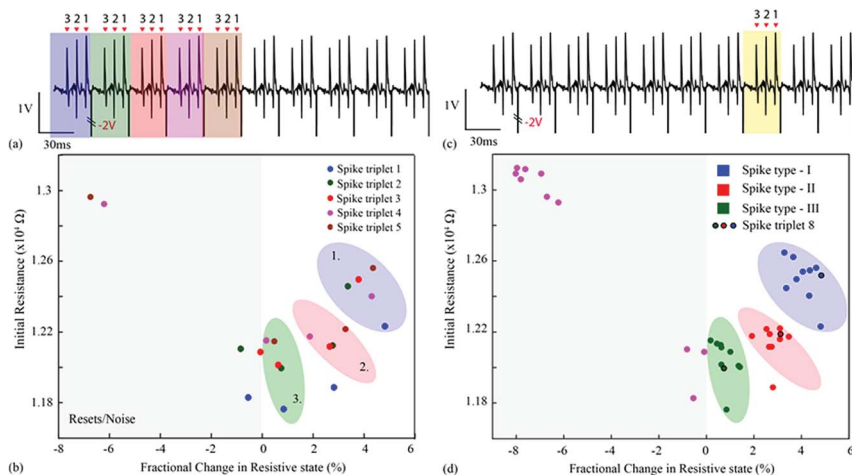 3 2 1 3 2 1 3 2 1 3 2 1 3 2 1
1V
-2V
30ms
(a)
3 2 1
1V
-2V
30ms
(c)
Initial Resistance (x10⁴ Ω)
1.3
1.26
1.22
1.18
Spike triplet 1
Spike triplet 2
Spike triplet 3
Spike triplet 4
Spike triplet 5
1.
2.
3.
Resets/Noise
-8 -6 -4 -2 0 2 4 6
(b)
Fractional Change in Resistive state (%)
Initial Resistance (x10⁴ Ω)
1.3
1.26
1.22
1.18
Spike type - I
Spike type - II
Spike type - III
Spike triplet 8
-8 -6 -4 -2 0 2 4 6
(d)
Fractional Change in Resistive state (%)